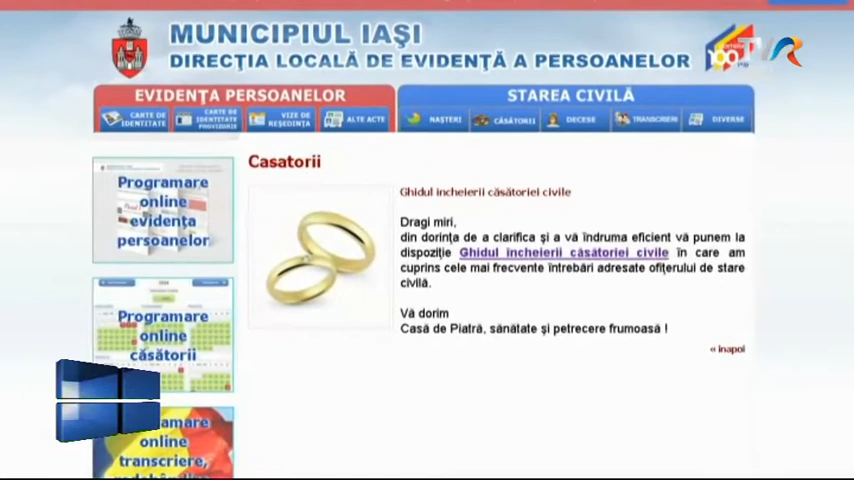 MUNICIPIUL IAŞI
DIRECŢIA LOCALĂ DE EVIDENŢĂ A PERSOANELOR
100
TVR
EVIDENŢA PERSOANELOR
STAREA CIVILĂ
CARTE DE
IDENTITATE
CARTE DE
IDENTITATE
PROVIZORIE
VIZE DE
REŞEDINŢA
ALTE ACTE
NAŞTERI
CĂSĂTORII
DECESE
TRANSCRIERI
DIVERSE
Programare
online
evidenţa
persoanelor
Programare
online
căsătorii
online
transcriere,
Casatorii
Ghidul incheierii căsătoriei civile
Dragi miri,
din dorinţa de a clarifica şi a vă îndruma eficient vă punem la
dispoziţie Ghidul încheierii căsătoriei civile în care am
cuprins cele mai frecvente întrebări adresate ofiţerului de stare
civilă.
Vă dorim
Casă de Piatră, sănătate şi petrecere frumoasă !
« inapoi